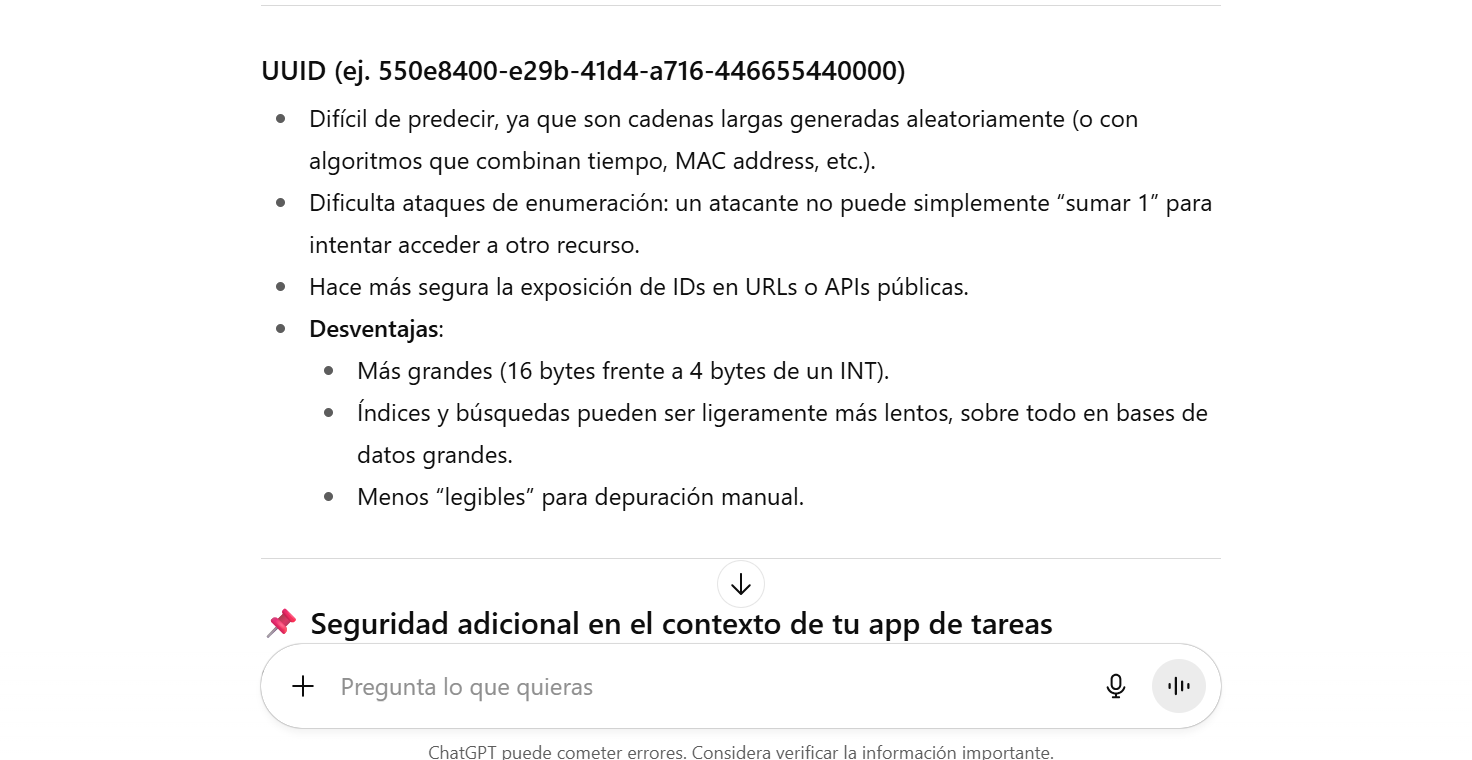 UUID (ej. 550e8400-e29b-41d4-a716-446655440000)
Difícil de predecir, ya que son cadenas largas generadas aleatoriamente (o con
algoritmos que combinan tiempo, MAC address, etc.).
Dificulta ataques de enumeración: un atacante no puede simplemente “sumar 1” para
intentar acceder a otro recurso.
Hace más segura la exposición de IDs en URLs o APIs públicas.
Desventajas:
Más grandes (16 bytes frente a 4 bytes de un INT).
Índices y búsquedas pueden ser ligeramente más lentos, sobre todo en bases de
datos grandes.
Menos “legibles” para depuración manual.
Seguridad adicional en el contexto de tu app de tareas
Pregunta lo que quieras
ChatGPT puede cometer errores. Considera verificar la información importante.